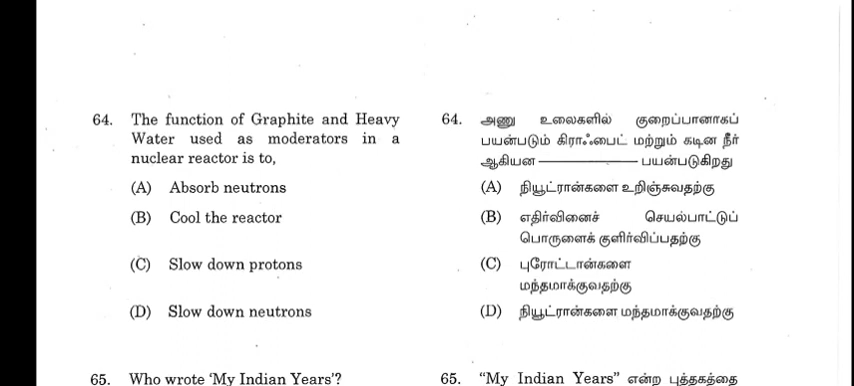 64. The function of Graphite and Heavy
Water used as moderators in a
nuclear reactor is to,
(A) Absorb neutrons
(B) Cool the reactor
(C) Slow down protons
(D) Slow down neutrons
65. Who wrote ‘My Indian Years’?
64. அணு உலைகளில் குறைப்பானாகப்
பயன்படும் கிராஃபைட் மற்றும் கடின நீர்
ஆகியன ———— பயன்படுகிறது
(A) நியூட்ரான்களை உறிஞ்சுவதற்கு
(B) எதிர்வினைச் செயல்பாட்டுப்
பொருளைக் குளிர்விப்பதற்கு
(C) புரோட்டான்களை
மந்தமாக்குவதற்கு
(D) நியூட்ரான்களை மந்தமாக்குவதற்கு
65. “My Indian Years” என்ற புத்தகத்தை